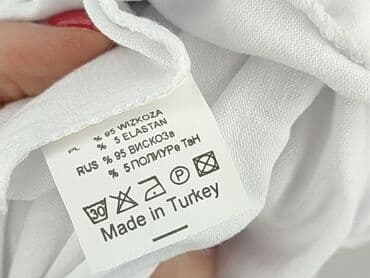 PL % 95 WIZKOZA
% 5 ELASTAN
RUS % 95 ВИСКОЗа
% 5 ПОЛИУРе ТаН
30 P
Made in Turkey